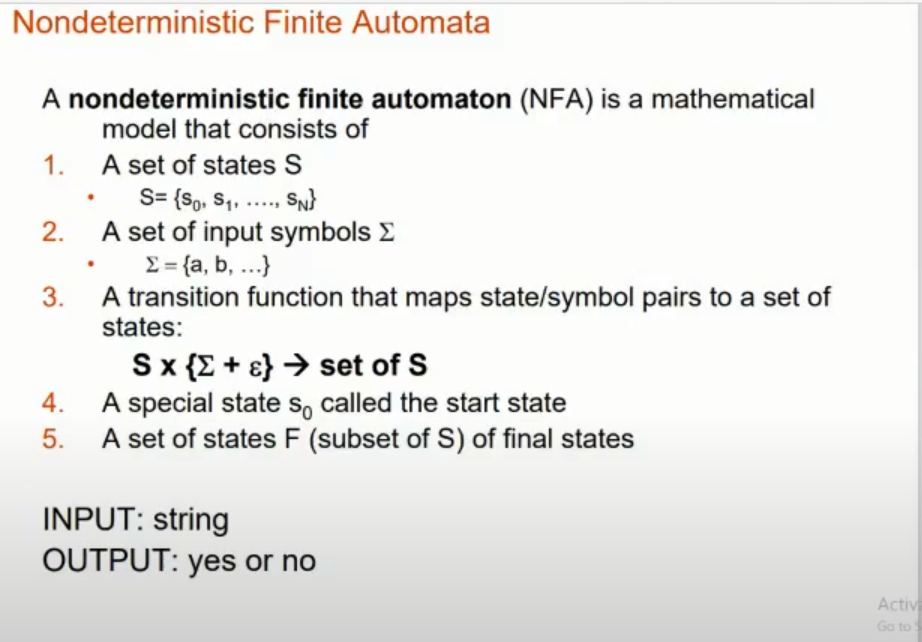 Nondeterministic Finite Automata
A nondeterministic finite automaton (NFA) is a mathematical
model that consists of
1. A set of states S
• S= {s₀, s₁, ...., s_N}
2. A set of input symbols Σ
• Σ = {a, b, ...}
3. A transition function that maps state/symbol pairs to a set of
states:
S x {Σ + ε} → set of S
4. A special state s₀ called the start state
5. A set of states F (subset of S) of final states
INPUT: string
OUTPUT: yes or no
Activ
Go to